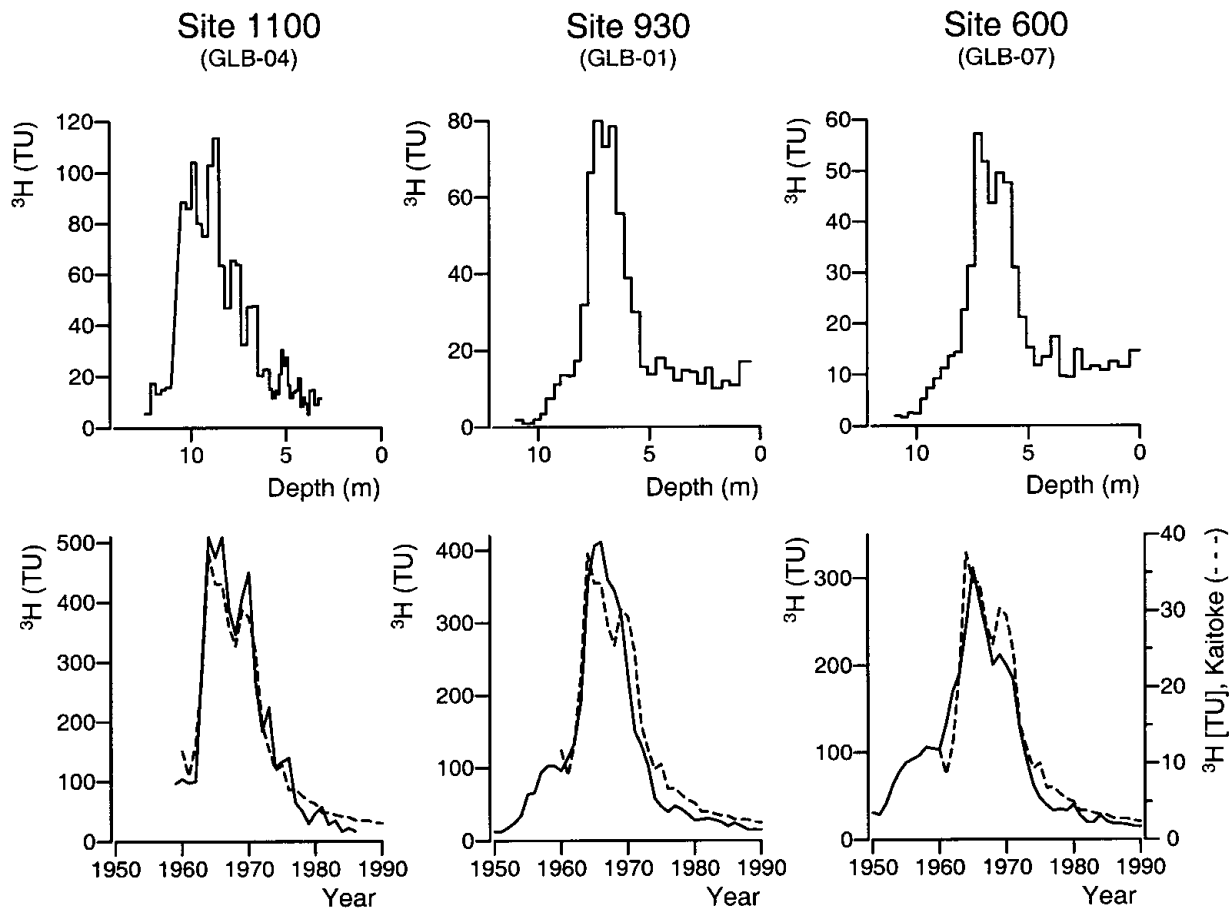 Site 1100
(GLB-04)
Site 930
(GLB-01)
Site 600
(GLB-07)
³H (TU)
120
100
80
60
40
20
0
10
5
0
Depth (m)
³H (TU)
80
60
40
20
0
10
5
0
Depth (m)
³H (TU)
60
50
40
30
20
10
0
10
5
0
Depth (m)
³H (TU)
500
400
300
200
100
0
1950 1960 1970 1980 1990
Year
³H (TU)
400
300
200
100
0
1950 1960 1970 1980 1990
Year
³H (TU)
300
200
100
0
1950 1960 1970 1980 1990
Year
40
30
20
10
0
³H [TU], Kaitoke (- - -)